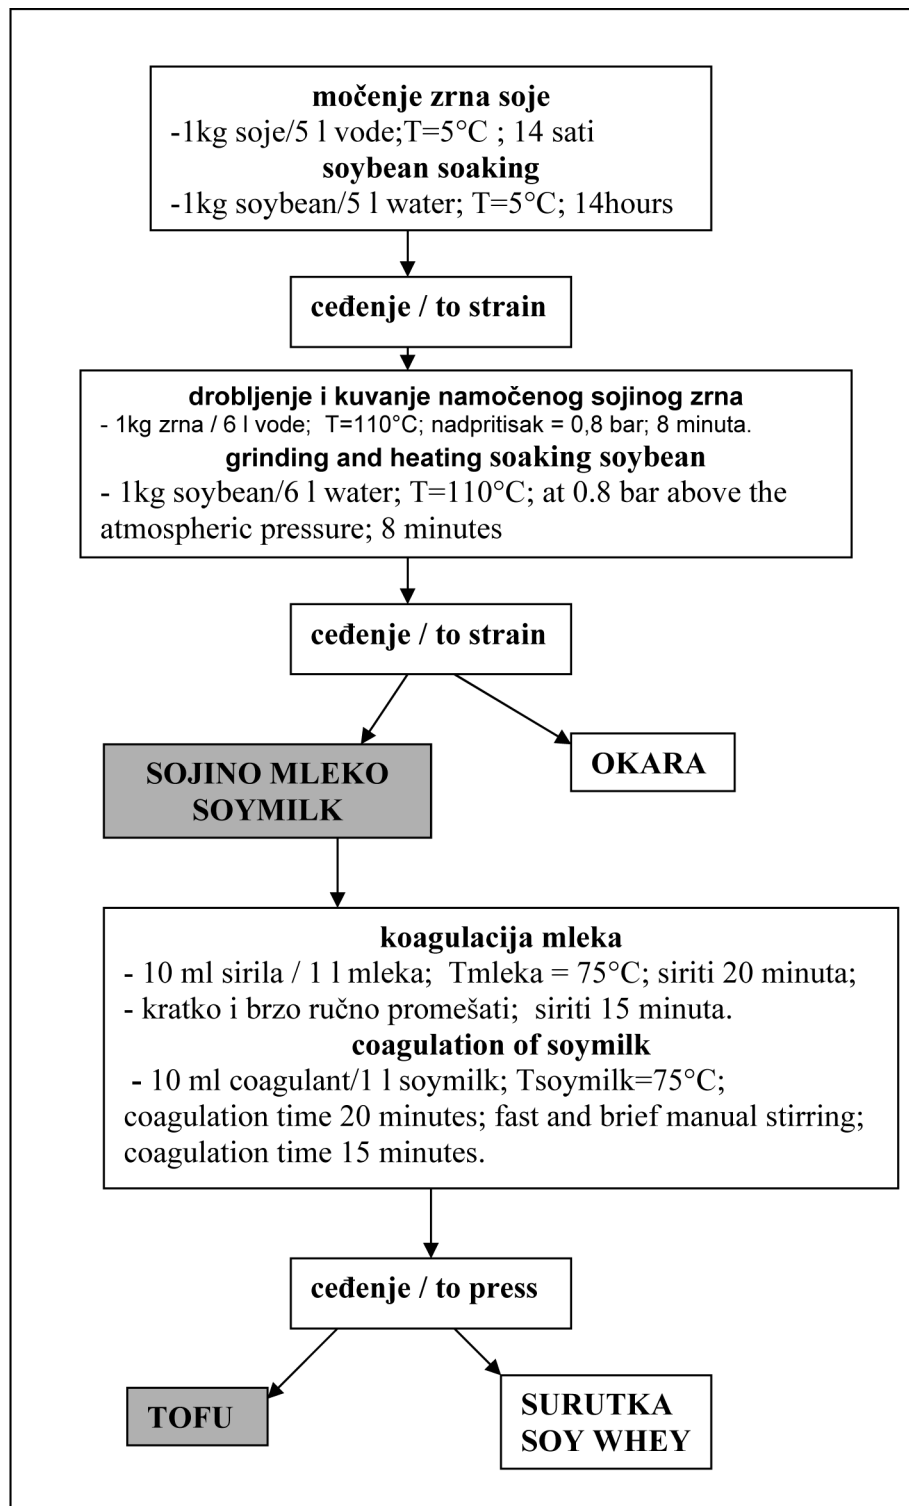 močenje zrna soje
-1kg soje/5 l vode;T=5°C ; 14 sati
soybean soaking
-1kg soybean/5 l water; T=5°C; 14hours
ceđenje / to strain
drobljenje i kuvanje namočenog sojinog zrna
- 1kg zrna / 6 l vode; T=110°C; nadpritisak = 0,8 bar; 8 minuta.
grinding and heating soaking soybean
- 1kg soybean/6 l water; T=110°C; at 0.8 bar above the
atmospheric pressure; 8 minutes
ceđenje / to strain
SOJINO MLEKO
SOYMILK
OKARA
koagulacija mleka
- 10 ml sirila / 1 l mleka; Tmleka = 75°C; siriti 20 minuta;
- kratko i brzo ručno promešati; siriti 15 minuta.
coagulation of soymilk
- 10 ml coagulant/1 l soymilk; Tsoymilk=75°C;
coagulation time 20 minutes; fast and brief manual stirring;
coagulation time 15 minutes.
ceđenje / to press
TOFU
SURUTKA
SOY WHEY